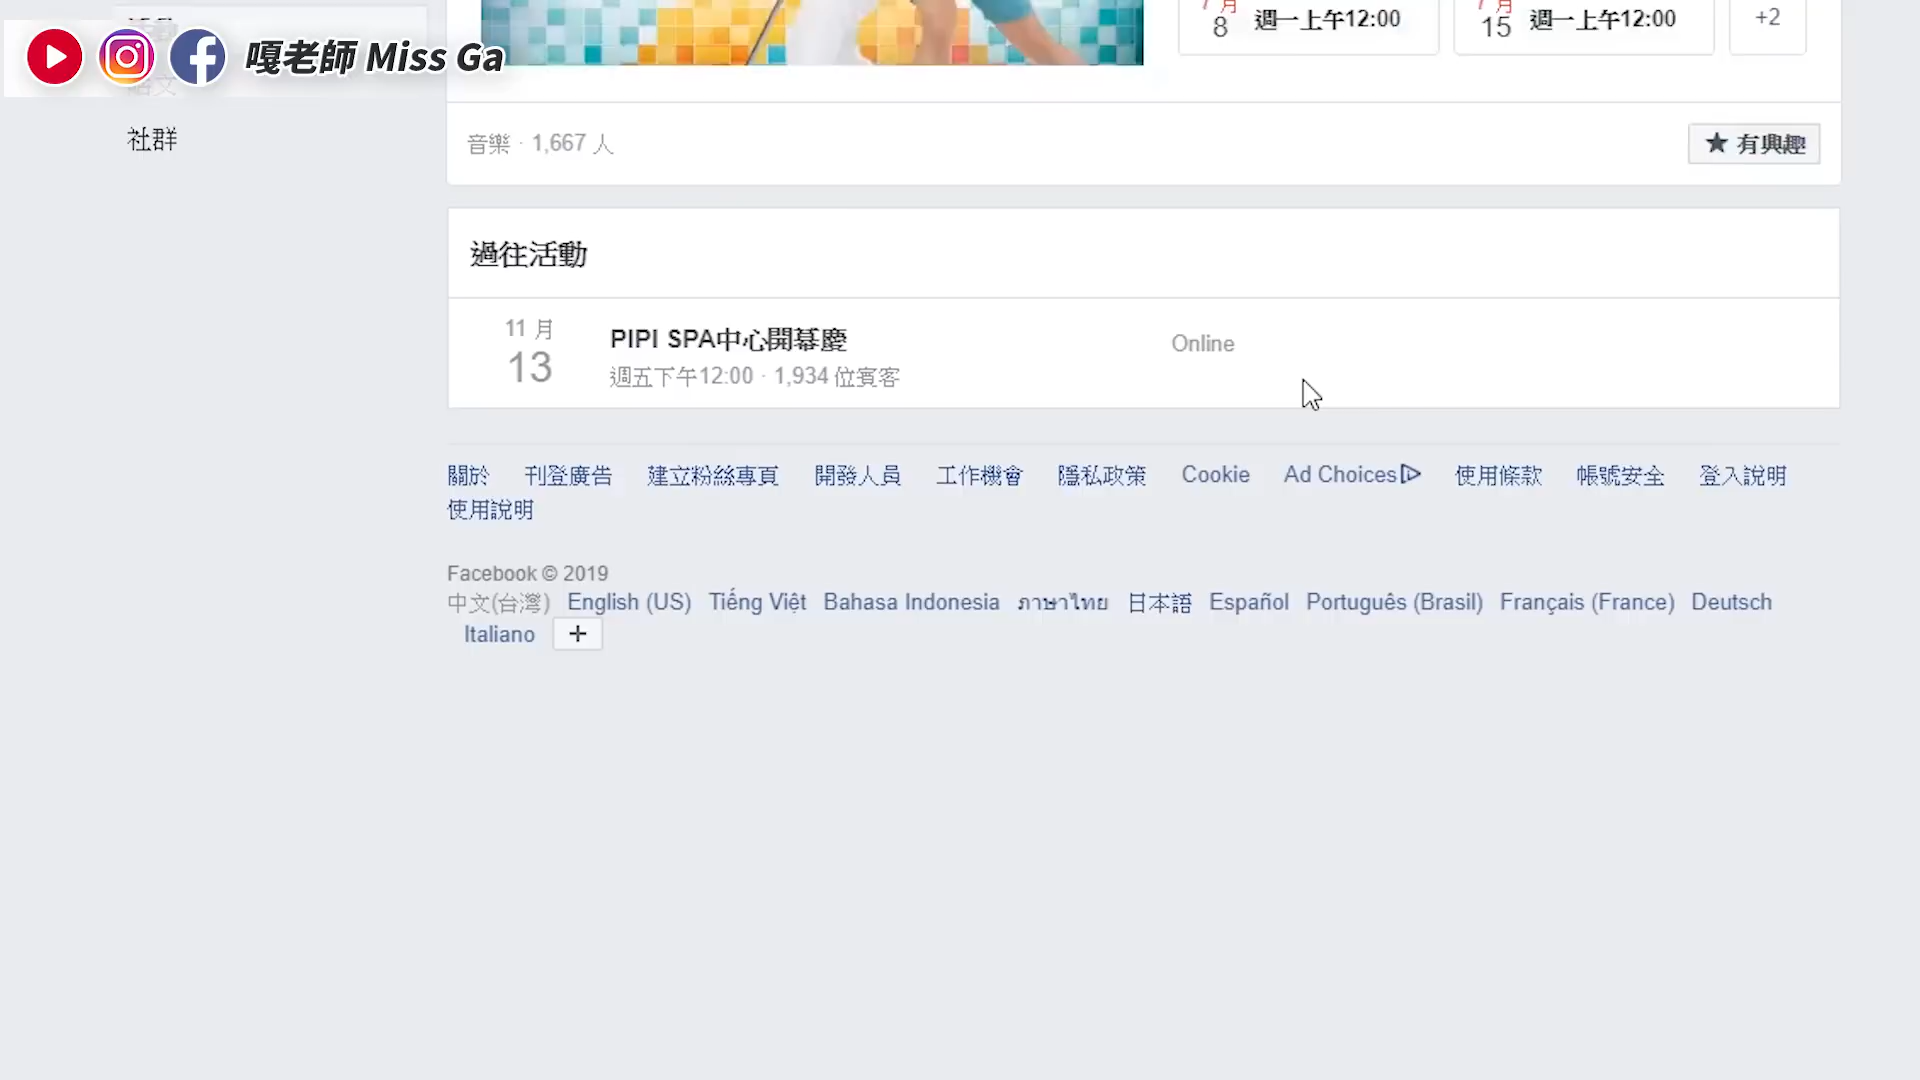 嘎老師 Miss Ga
社群
8 週一上午12:00
15 週一上午12:00
+2
音樂 · 1,667 人
★ 有興趣
過往活動
11 月
13
PIPI SPA中心開幕慶
週五下午12:00 · 1,934 位賓客
Online
關於 刊登廣告 建立粉絲專頁 開發人員 工作機會 隱私政策 Cookie Ad Choices 使用條款 帳號安全 登入說明
使用說明
Facebook © 2019
中文(台灣) English (US) Tiếng Việt Bahasa Indonesia ภาษาไทย 日本語 Español Português (Brasil) Français (France) Deutsch
Italiano +